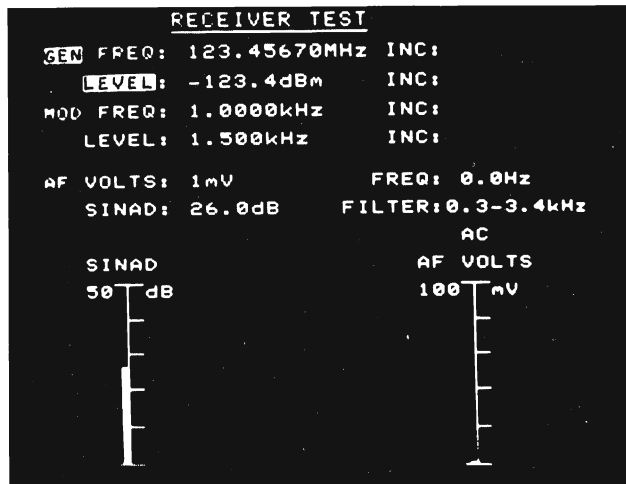 RECEIVER TEST
GEN FREQ: 123.45670MHz INC:
LEVEL: -123.4dBm INC:
MOD FREQ: 1.0000kHz INC:
LEVEL: 1.500kHz INC:
AF VOLTS: 1mV FREQ: 0.0Hz
SINAD: 26.0dB FILTER:0.3-3.4kHz
AC
SINAD AF VOLTS
50 dB 100 mV